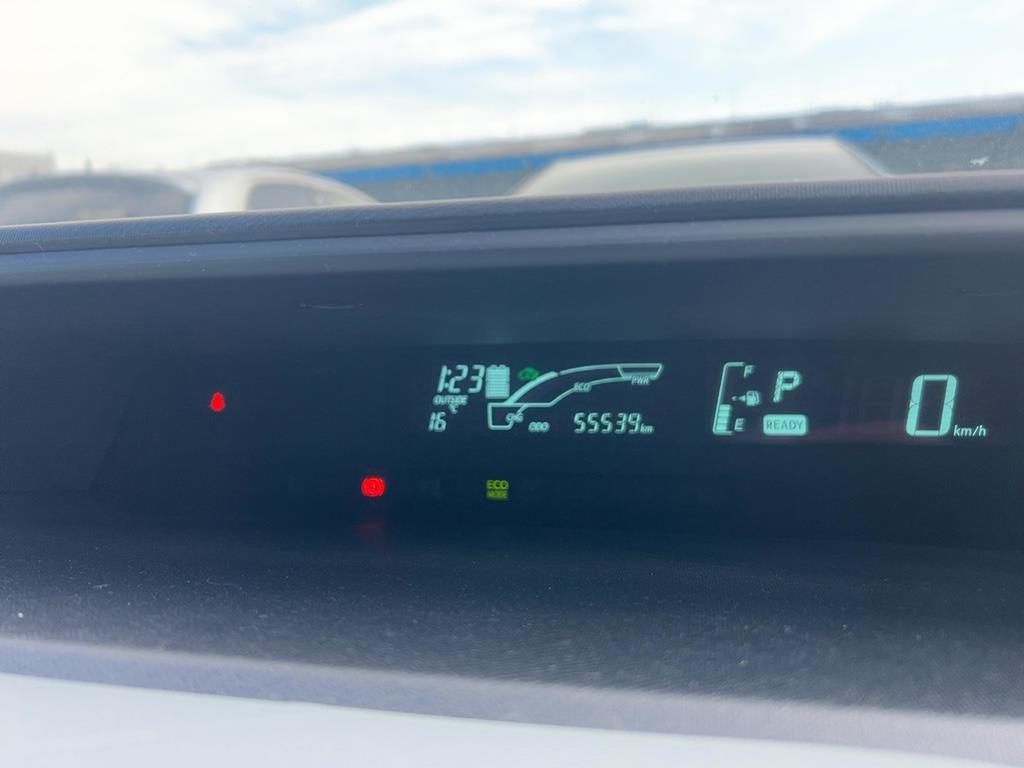 1:23
OUTSIDE
°C
16
CHG
ECO
PWR
ODO 55539 km
F
E
P
READY
0 km/h
ECO
MODE